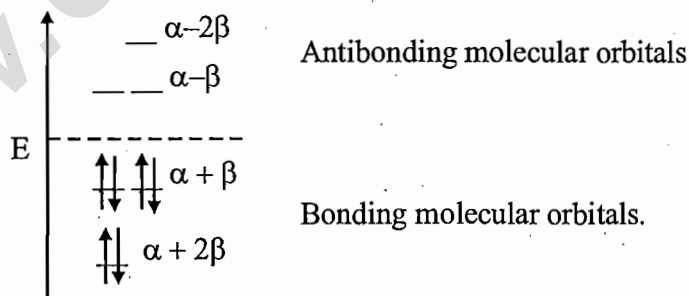 α–2β
Antibonding molecular orbitals
α–β
E
α + β
Bonding molecular orbitals.
α + 2β